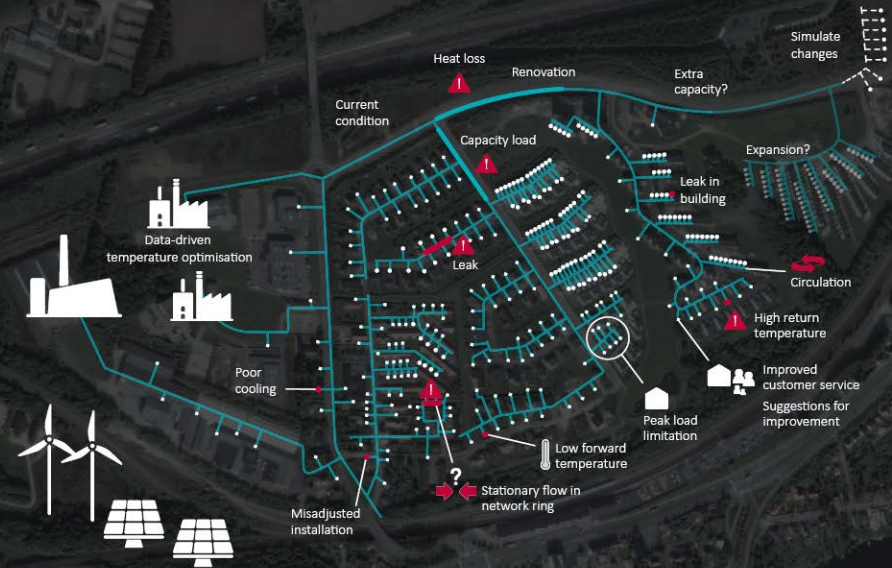 Simulate
changes
Heat loss
Renovation
Extra
capacity?
Current
condition
Capacity load
Expansion?
Leak in
building
Data-driven
temperature optimisation
Leak
Circulation
High return
temperature
Poor
cooling
Improved
customer service
Suggestions for
improvement
Peak load
limitation
Low forward
temperature
?
Stationary flow in
network ring
Misadjusted
installation